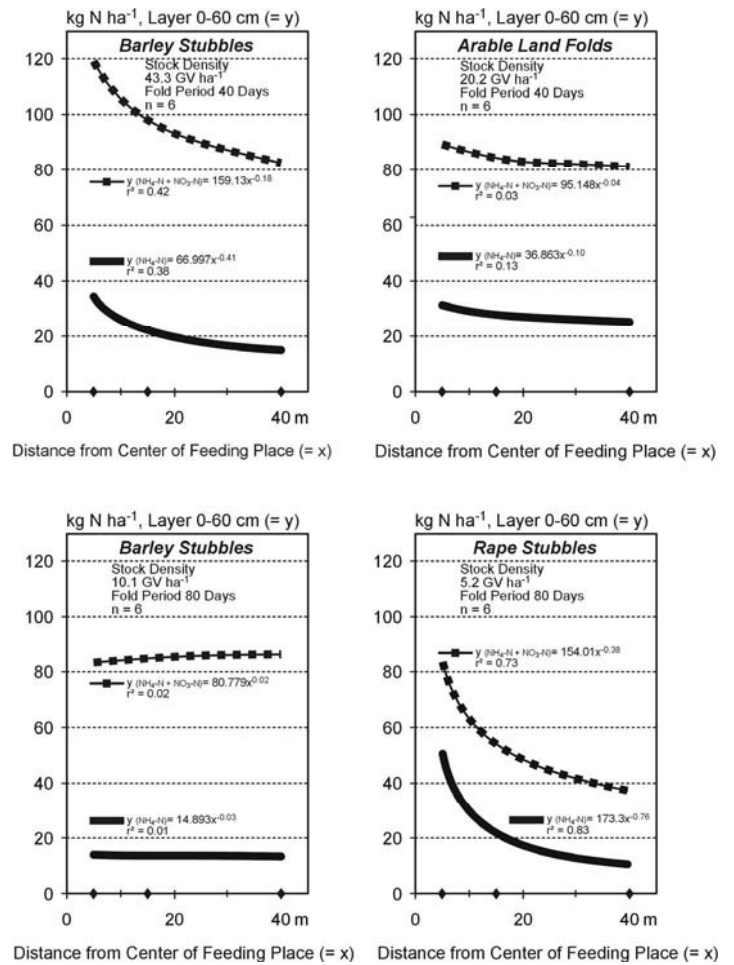 kg N ha⁻¹, Layer 0-60 cm (= y)
Barley Stubbles
Stock Density
43.3 GV ha⁻¹
Fold Period 40 Days
n = 6
120
100
80
60
40
20
0
y (NH₄-N + NO₃-N)= 159.13x⁻⁰·¹⁸
r² = 0.42
y (NH₄-N)= 66.997x⁻⁰·⁴¹
r² = 0.38
0 20 40 m
Distance from Center of Feeding Place (= x)
kg N ha⁻¹, Layer 0-60 cm (= y)
Arable Land Folds
Stock Density
20.2 GV ha⁻¹
Fold Period 40 Days
n = 6
120
100
80
60
40
20
0
y (NH₄-N + NO₃-N)= 95.148x⁻⁰·⁰⁴
r² = 0.03
y (NH₄-N)= 36.863x⁻⁰·¹⁰
r² = 0.13
0 20 40 m
Distance from Center of Feeding Place (= x)
kg N ha⁻¹, Layer 0-60 cm (= y)
Barley Stubbles
Stock Density
10.1 GV ha⁻¹
Fold Period 80 Days
n = 6
120
100
80
60
40
20
0
y (NH₄-N + NO₃-N)= 80.779x⁰·⁰²
r² = 0.02
y (NH₄-N)= 14.893x⁻⁰·⁰³
r² = 0.01
0 20 40 m
Distance from Center of Feeding Place (= x)
kg N ha⁻¹, Layer 0-60 cm (= y)
Rape Stubbles
Stock Density
5.2 GV ha⁻¹
Fold Period 80 Days
n = 6
120
100
80
60
40
20
0
y (NH₄-N + NO₃-N)= 154.01x⁻⁰·³⁸
r² = 0.73
y (NH₄-N)= 173.3x⁻⁰·⁷⁶
r² = 0.83
0 20 40 m
Distance from Center of Feeding Place (= x)